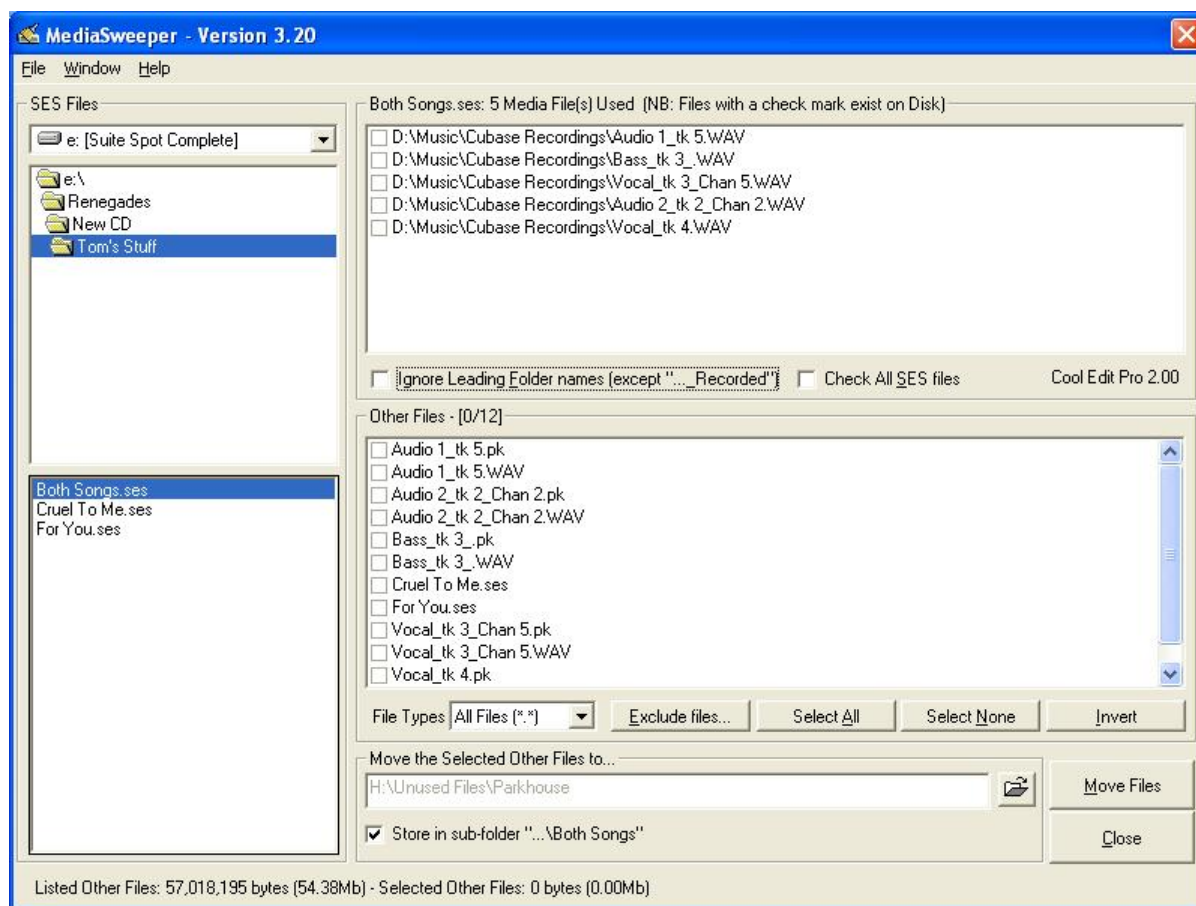 MediaSweeper - Version 3.20
File Window Help
SES Files
e: [Suite Spot Complete]
e:\
Renegades
New CD
Tom's Stuff
Both Songs.ses
Cruel To Me.ses
For You.ses
Both Songs.ses: 5 Media File(s) Used (NB: Files with a check mark exist on Disk)
D:\Music\Cubase Recordings\Audio 1_tk 5.WAV
D:\Music\Cubase Recordings\Bass_tk 3_.WAV
D:\Music\Cubase Recordings\Vocal_tk 3_Chan 5.WAV
D:\Music\Cubase Recordings\Audio 2_tk 2_Chan 2.WAV
D:\Music\Cubase Recordings\Vocal_tk 4.WAV
Ignore Leading Folder names (except "..._Recorded") Check All SES files Cool Edit Pro 2.00
Other Files - [0/12]
Audio 1_tk 5.pk
Audio 1_tk 5.WAV
Audio 2_tk 2_Chan 2.pk
Audio 2_tk 2_Chan 2.WAV
Bass_tk 3_.pk
Bass_tk 3_.WAV
Cruel To Me.ses
For You.ses
Vocal_tk 3_Chan 5.pk
Vocal_tk 3_Chan 5.WAV
Vocal_tk 4.pk
File Types All Files (*.*) Exclude files... Select All Select None Invert
Move the Selected Other Files to...
H:\Unused Files\Parkhouse
Move Files
Store in sub-folder "...\Both Songs"
Close
Listed Other Files: 57,018,195 bytes (54.38Mb) - Selected Other Files: 0 bytes (0.00Mb)